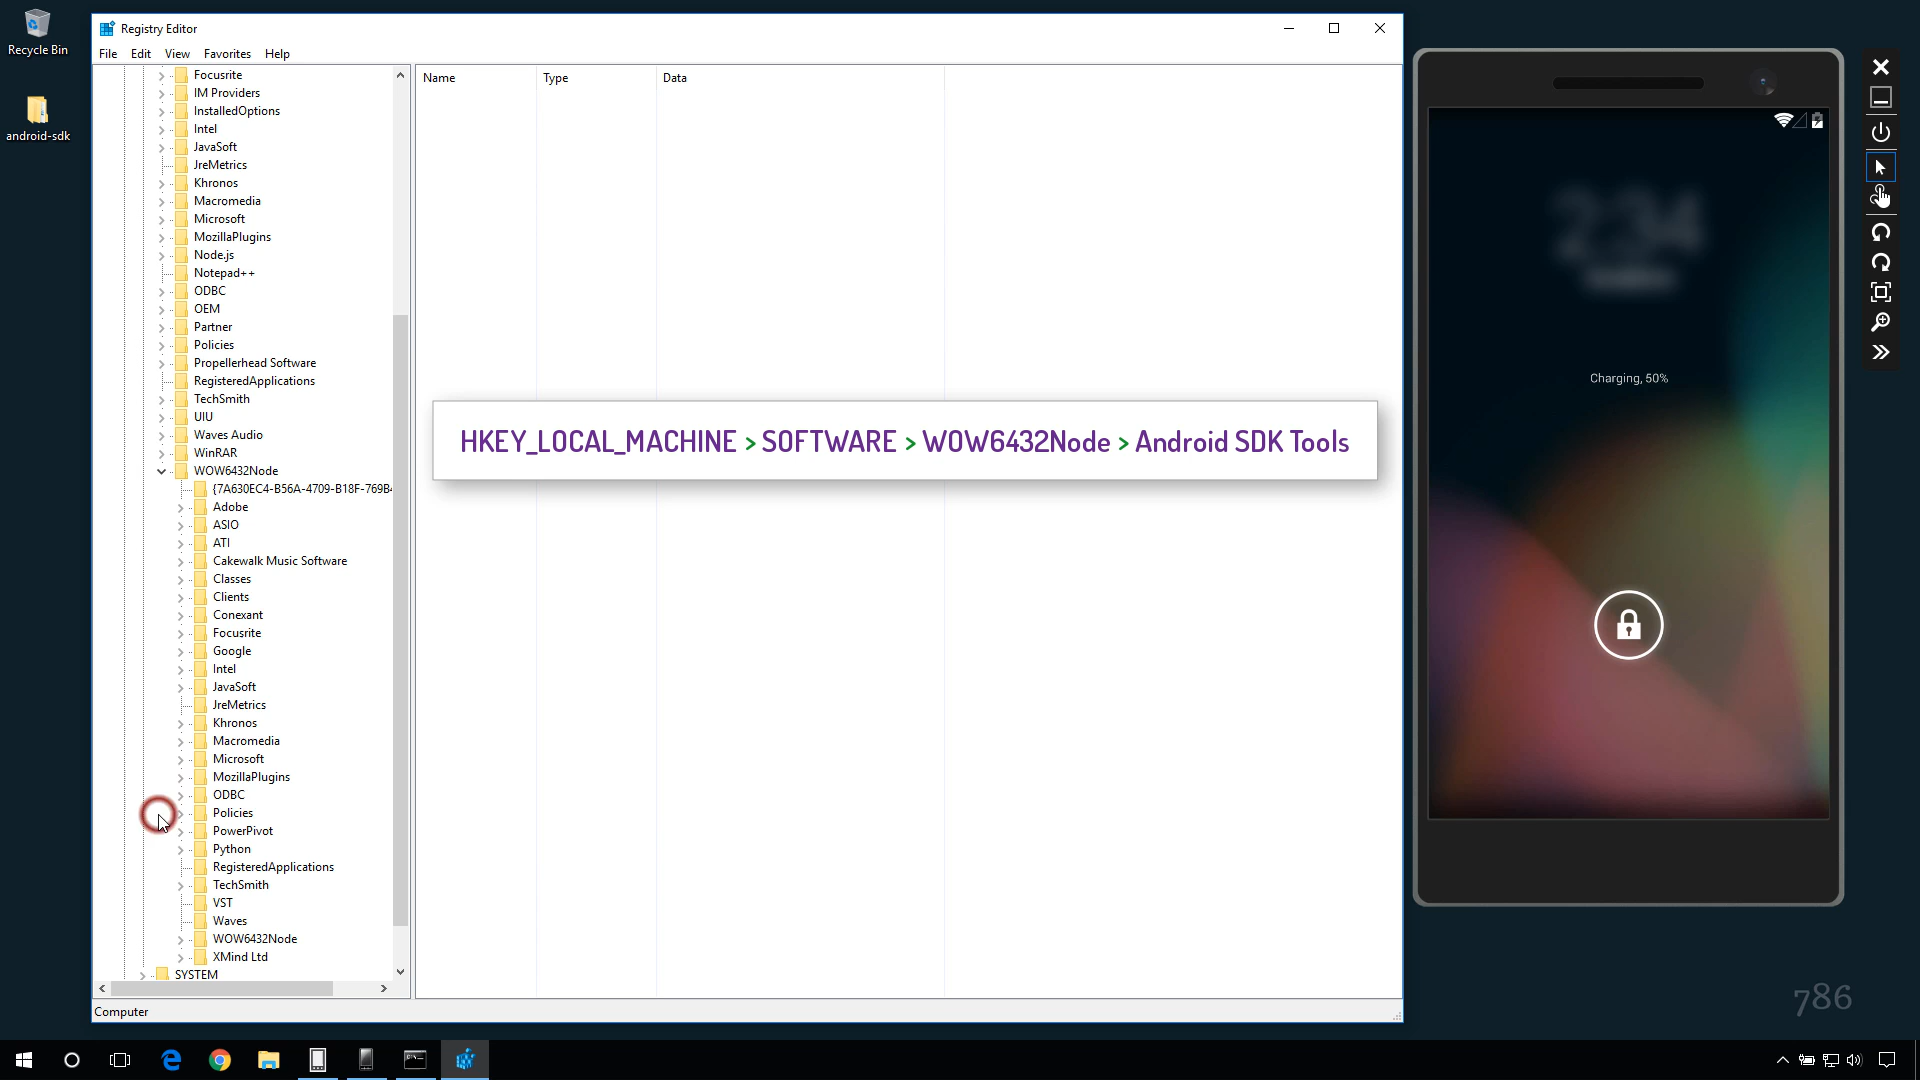 Recycle Bin
android-sdk
Registry Editor
File Edit View Favorites Help
Focusrite
IM Providers
InstalledOptions
Intel
JavaSoft
JreMetrics
Khronos
Macromedia
Microsoft
MozillaPlugins
Node.js
Notepad++
ODBC
OEM
Partner
Policies
Propellerhead Software
RegisteredApplications
TechSmith
UIU
Waves Audio
WinRAR
WOW6432Node
{7A630EC4-B56A-4709-B18F-769B
Adobe
ASIO
ATI
Cakewalk Music Software
Classes
Clients
Conexant
Focusrite
Google
Intel
JavaSoft
JreMetrics
Khronos
Macromedia
Microsoft
MozillaPlugins
ODBC
Policies
PowerPivot
Python
RegisteredApplications
TechSmith
VST
Waves
WOW6432Node
XMind Ltd
SYSTEM
Computer
Name Type Data
HKEY_LOCAL_MACHINE > SOFTWARE > WOW6432Node > Android SDK Tools
2:34
Charging, 50%
786